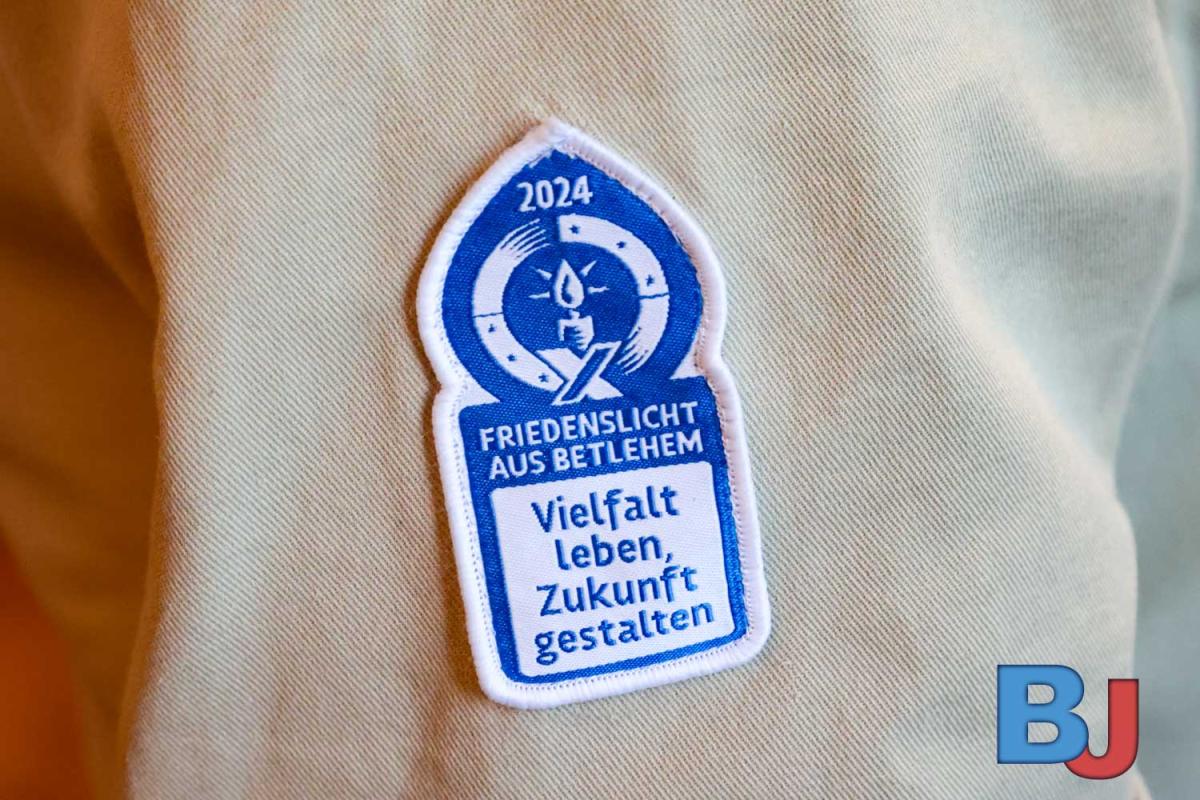 2024
FRIEDENSLICHT
AUS BETLEHEM
Vielfalt
leben,
Zukunft
gestalten
BJ